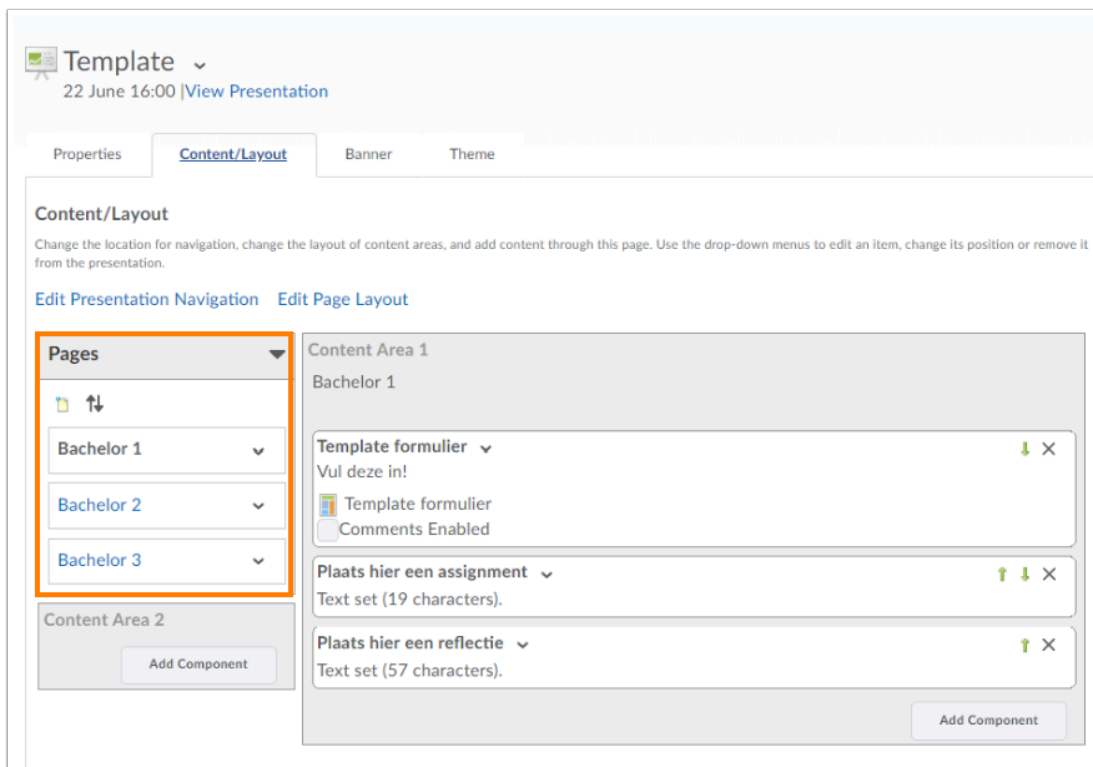 Template
22 June 16:00 |View Presentation
Properties
Content/Layout
Banner
Theme
Content/Layout
Change the location for navigation, change the layout of content areas, and add content through this page. Use the drop-down menus to edit an item, change its position or remove it
from the presentation.
Edit Presentation Navigation
Edit Page Layout
Pages
Bachelor 1
Bachelor 2
Bachelor 3
Content Area 2
Add Component
Content Area 1
Bachelor 1
Template formulier
Vul deze in!
Template formulier
Comments Enabled
Plaats hier een assignment
Text set (19 characters).
Plaats hier een reflectie
Text set (57 characters).
Add Component